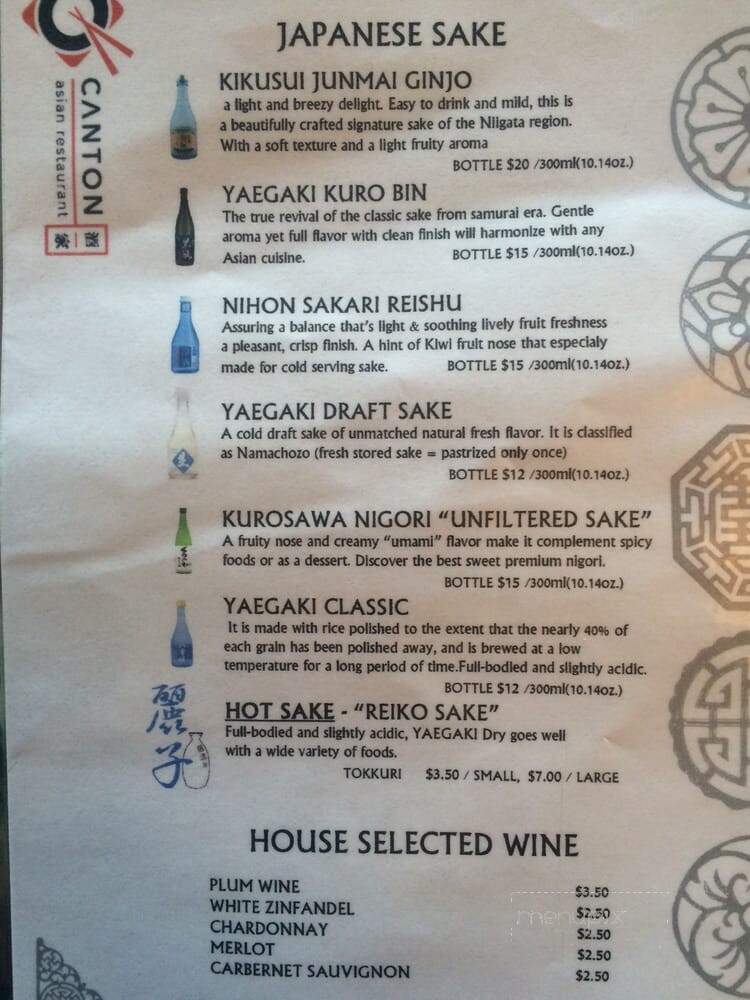 JAPANESE SAKE
CANTON
asian restaurant
酒家
KIKUSUI JUNMAI GINJO
a light and breezy delight. Easy to drink and mild, this is
a beautifully crafted signature sake of the Niigata region.
With a soft texture and a light fruity aroma
BOTTLE $20 /300ml(10.14oz.)
YAEGAKI KURO BIN
The true revival of the classic sake from samurai era. Gentle
aroma yet full flavor with clean finish will harmonize with any
Asian cuisine. BOTTLE $15 /300ml(10.14oz.)
NIHON SAKARI REISHU
Assuring a balance that's light & soothing lively fruit freshness
a pleasant, crisp finish. A hint of Kiwi fruit nose that especialy
made for cold serving sake. BOTTLE $15 /300ml(10.14oz.)
YAEGAKI DRAFT SAKE
A cold draft sake of unmatched natural fresh flavor. It is classified
as Namachozo (fresh stored sake = pastrized only once)
BOTTLE $12 /300ml(10.14oz.)
KUROSAWA NIGORI "UNFILTERED SAKE"
A fruity nose and creamy "umami" flavor make it complement spicy
foods or as a dessert. Discover the best sweet premium nigori.
BOTTLE $15 /300ml(10.14oz.)
YAEGAKI CLASSIC
It is made with rice polished to the extent that the nearly 40% of
each grain has been polished away, and is brewed at a low
temperature for a long period of time.Full-bodied and slightly acidic.
BOTTLE $12 /300ml(10.14oz.)
麗子
HOT SAKE - "REIKO SAKE"
Full-bodied and slightly acidic, YAEGAKI Dry goes well
with a wide variety of foods.
TOKKURI $3.50 / SMALL, $7.00 / LARGE
HOUSE SELECTED WINE
PLUM WINE $3.50
WHITE ZINFANDEL $2.50
CHARDONNAY $2.50
MERLOT $2.50
CARBERNET SAUVIGNON $2.50